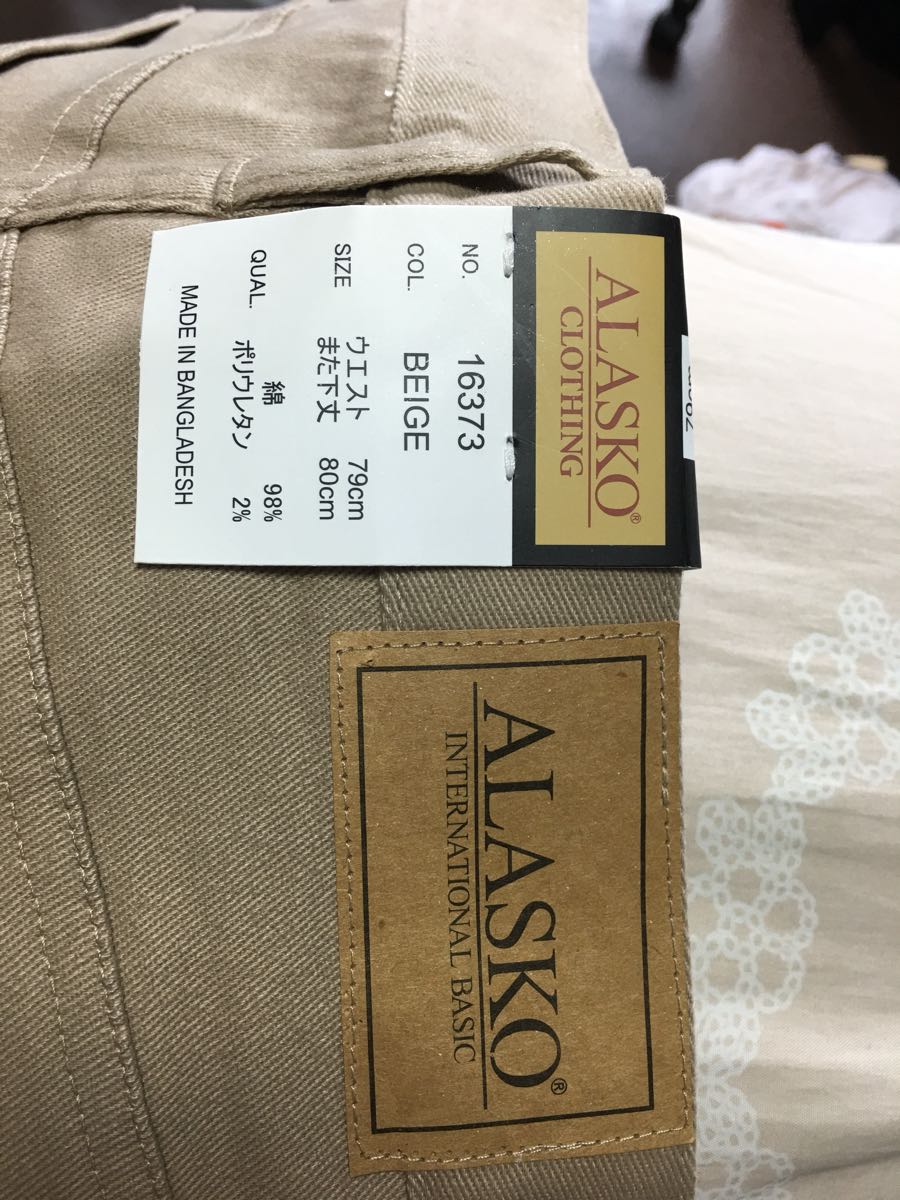 ALASKO®
CLOTHING
NO. 16373
COL. BEIGE
SIZE ウエスト 79cm
また下丈 80cm
QUAL. 綿 98%
ポリウレタン 2%
MADE IN BANGLADESH
ALASKO®
INTERNATIONAL BASIC